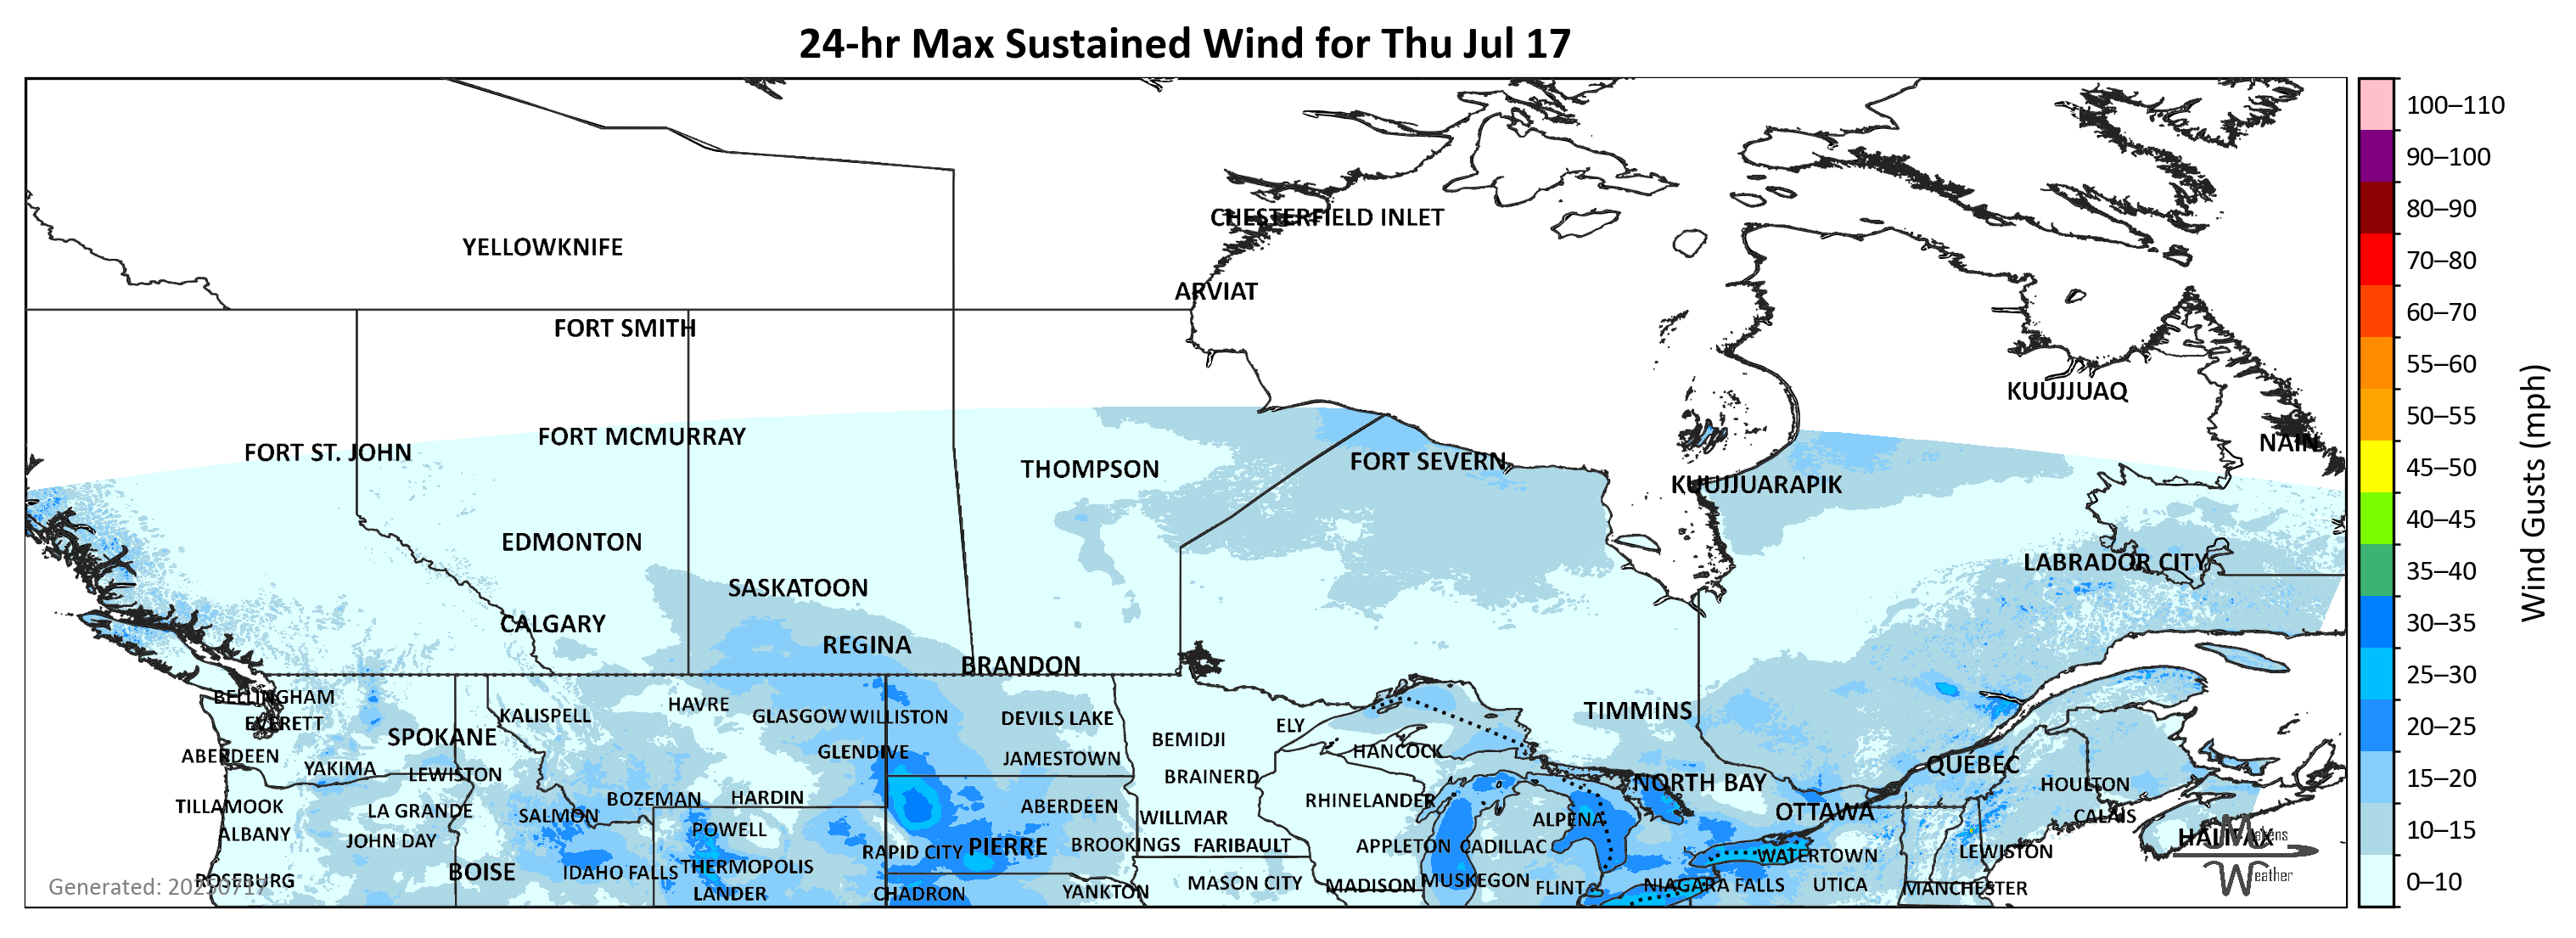 24-hr Max Sustained Wind for Thu Jul 17
100–110
90–100
80–90
70–80
60–70
55–60
50–55
45–50
40–45
35–40
30–35
25–30
20–25
15–20
10–15
0–10
Wind Gusts (mph)
CHESTERFIELD INLET
YELLOWKNIFE
ARVIAT
FORT SMITH
KUUJJUAQ
FORT MCMURRAY
NAIN
FORT ST. JOHN
FORT SEVERN
THOMPSON
KUUJJUARAPIK
EDMONTON
LABRADOR CITY
SASKATOON
CALGARY
REGINA
BRANDON
BELLINGHAM
HAVRE
TIMMINS
KALISPELL
GLASGOW
WILLISTON
DEVILS LAKE
EVERETT
ELY
SPOKANE
BEMIDJI
GLENDIVE
HANCOCK
ABERDEEN
JAMESTOWN
QUÉBEC
YAKIMA
LEWISTON
BRAINERD
NORTH BAY
HOULTON
BOZEMAN
HARDIN
RHINELANDER
TILLAMOOK
LA GRANDE
ABERDEEN
OTTAWA
SALMON
WILLMAR
ALPENA
CALAIS
POWELL
ALBANY
HALIFAX
Makens
JOHN DAY
BROOKINGS
FARIBAULT
APPLETON
CADILLAC
PIERRE
RAPID CITY
WATERTOWN
LEWISTON
THERMOPOLIS
BOISE
IDAHO FALLS
Weather
ROSEBURG
MUSKEGON
MASON CITY
MADISON
FLINT
NIAGARA FALLS
UTICA
MANCHESTER
LANDER
CHADRON
YANKTON
Generated: 20250717